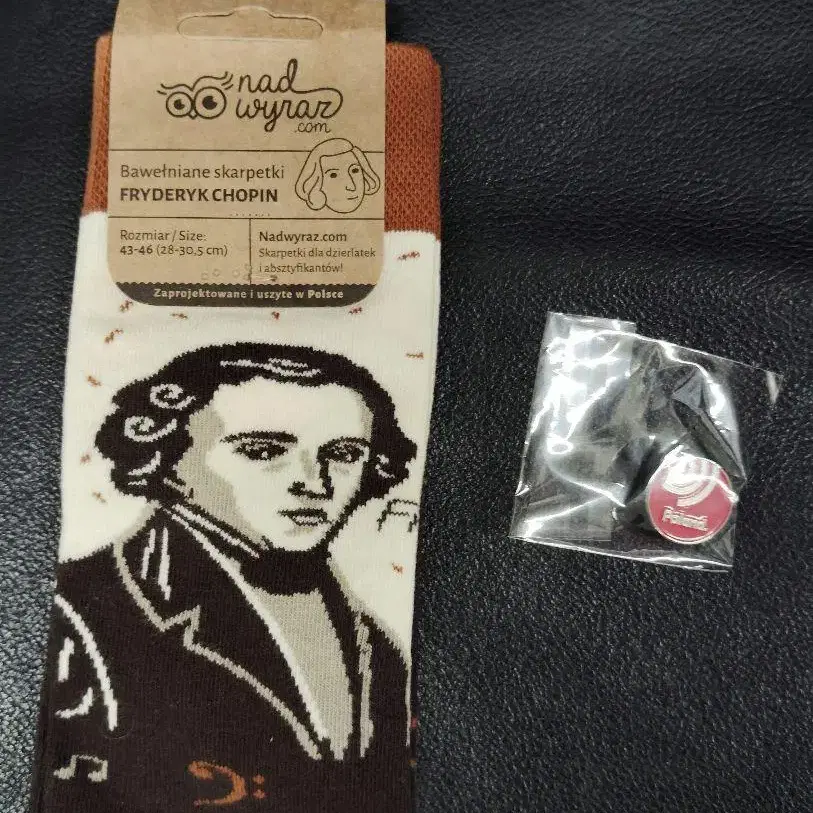 nad
wyraz
.com
Bawełniane skarpetki
FRYDERYK CHOPIN
Rozmiar / Size:
43-46 (28-30,5 cm)
Nadwyraz.com
Skarpetki dla dzierlatek
i absztyfikantów!
Zaprojektowane i uszyte w Polsce
Poland.